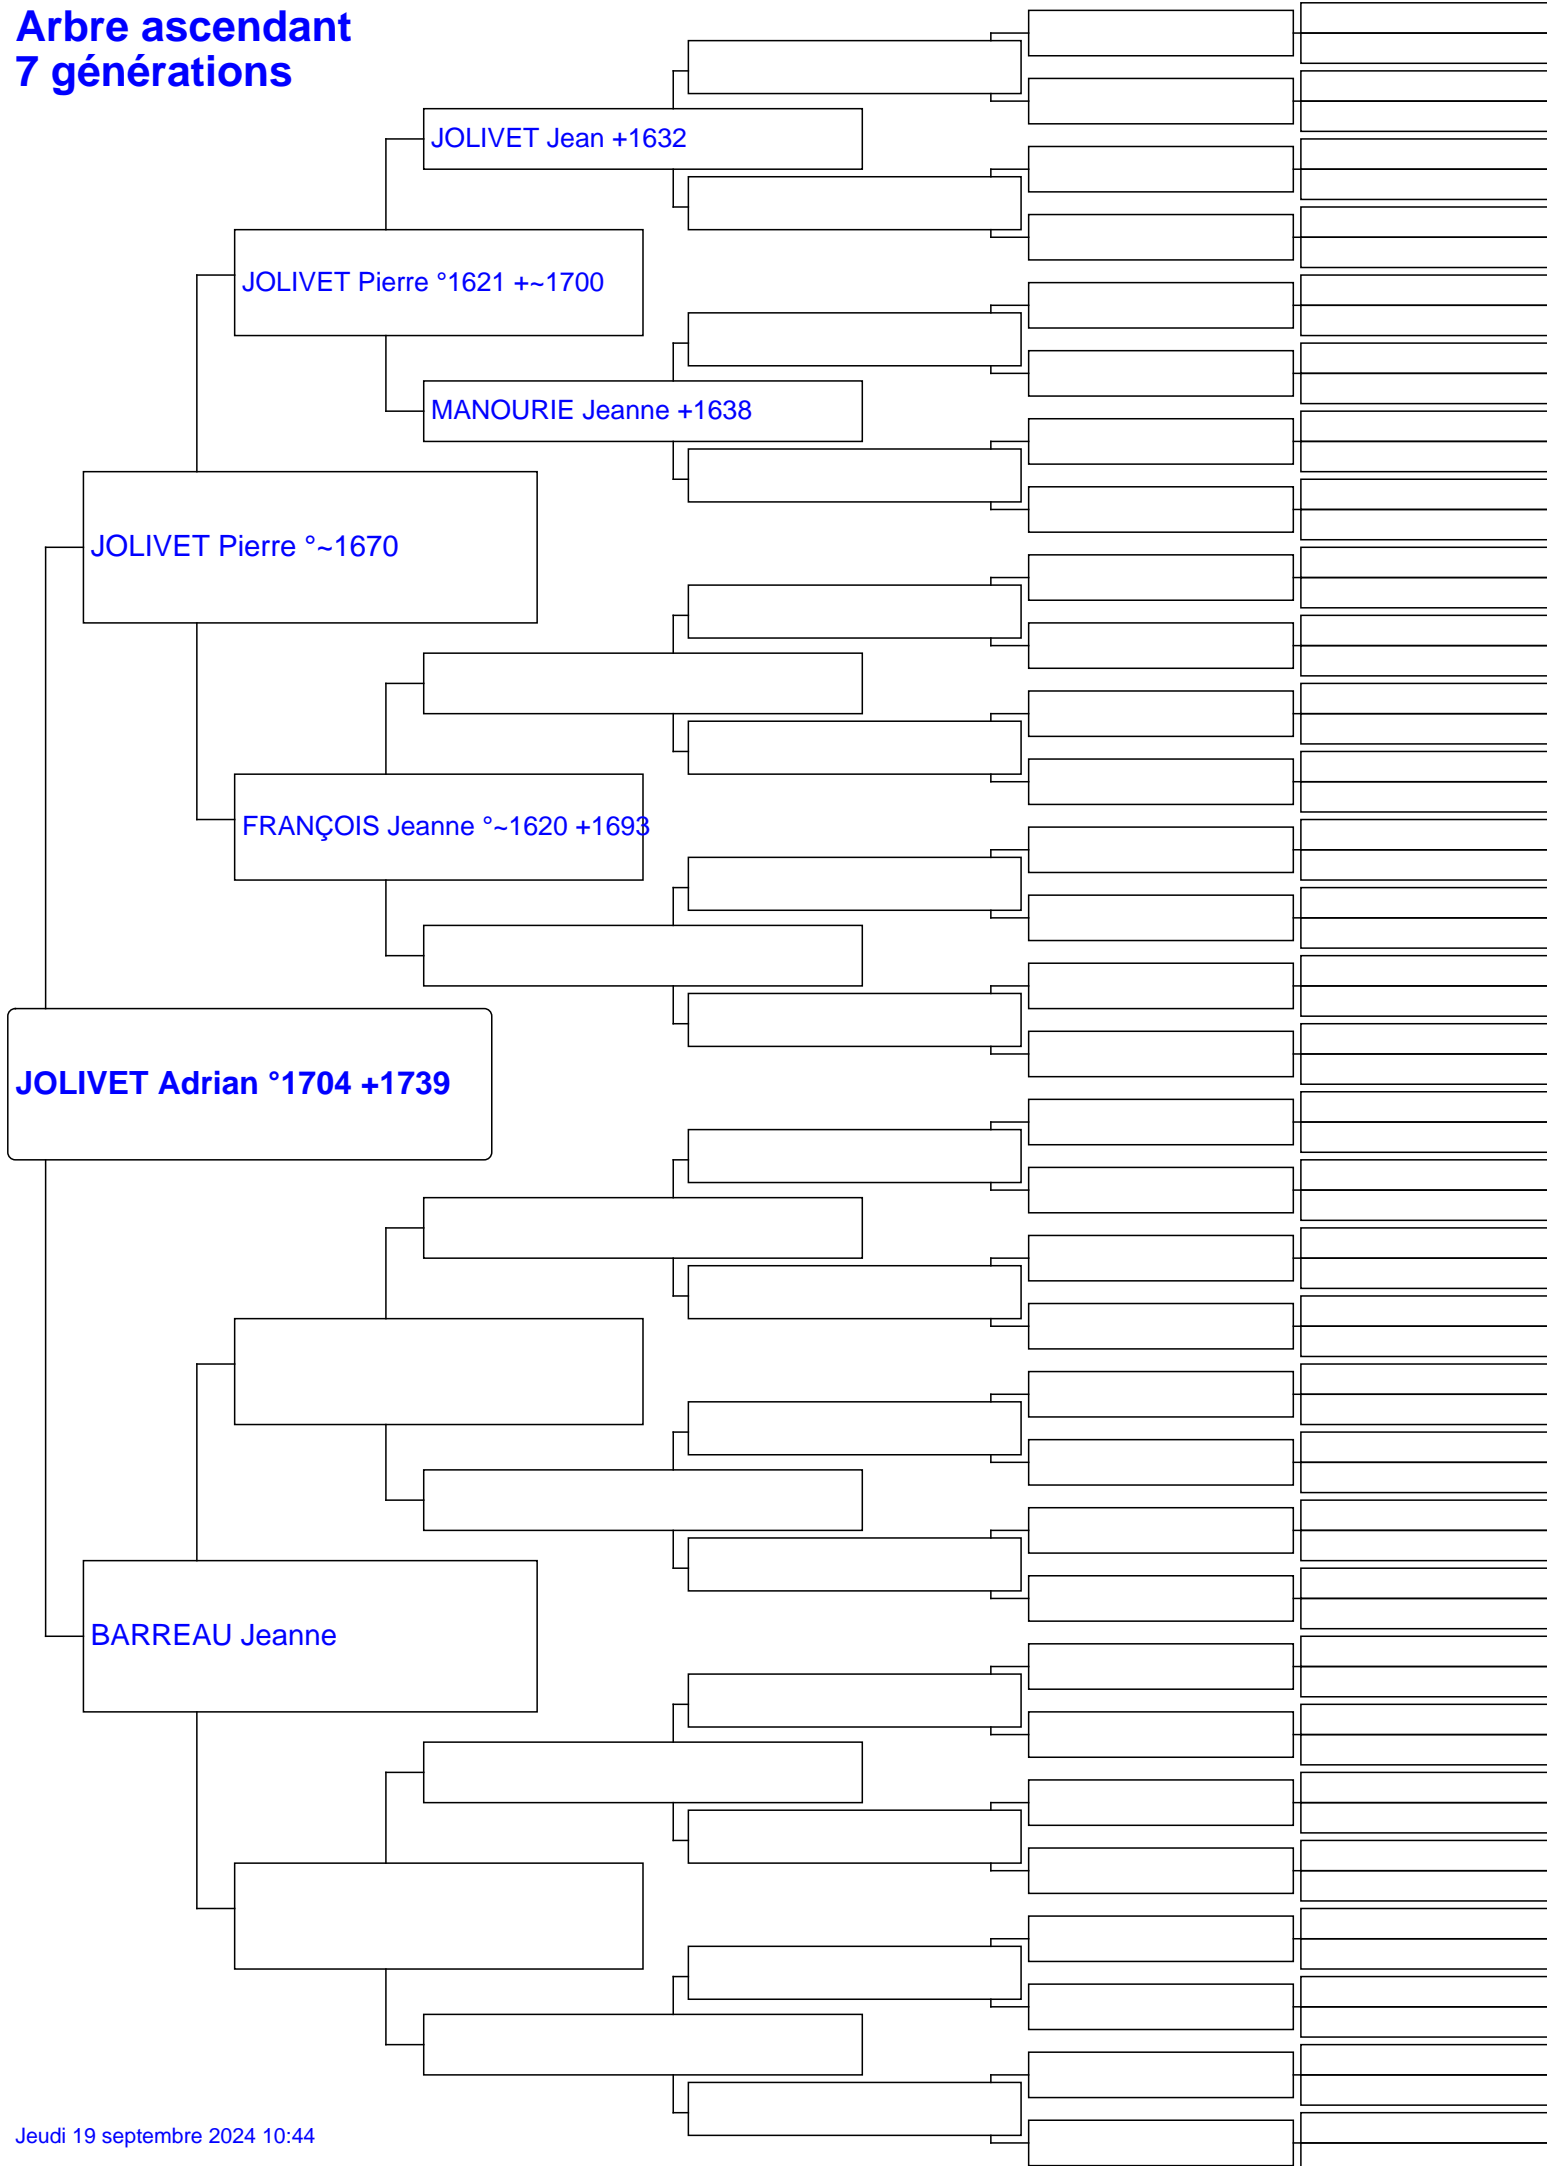 Arbre ascendant
7 générations
JOLIVET Jean +1632
JOLIVET Pierre °1621 +~1700
MANOURIE Jeanne +1638
JOLIVET Pierre °~1670
FRANÇOIS Jeanne °~1620 +1693
JOLIVET Adrian °1704 +1739
BARREAU Jeanne
Jeudi 19 septembre 2024 10:44